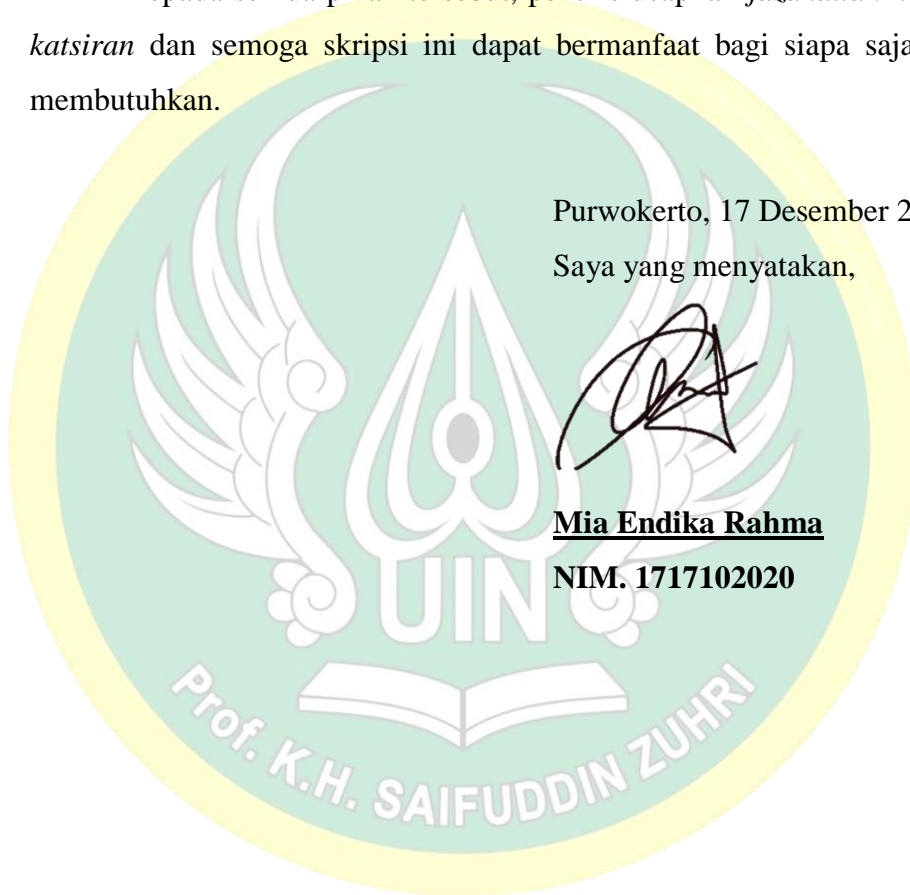 katsiran dan semoga skripsi ini dapat bermanfaat bagi siapa saja
membutuhkan.
Purwokerto, 17 Desember 2
Saya yang menyatakan,
Mia Endika Rahma
NIM. 1717102020
UIN
Prof. K.H. SAIFUDDIN ZUHRI